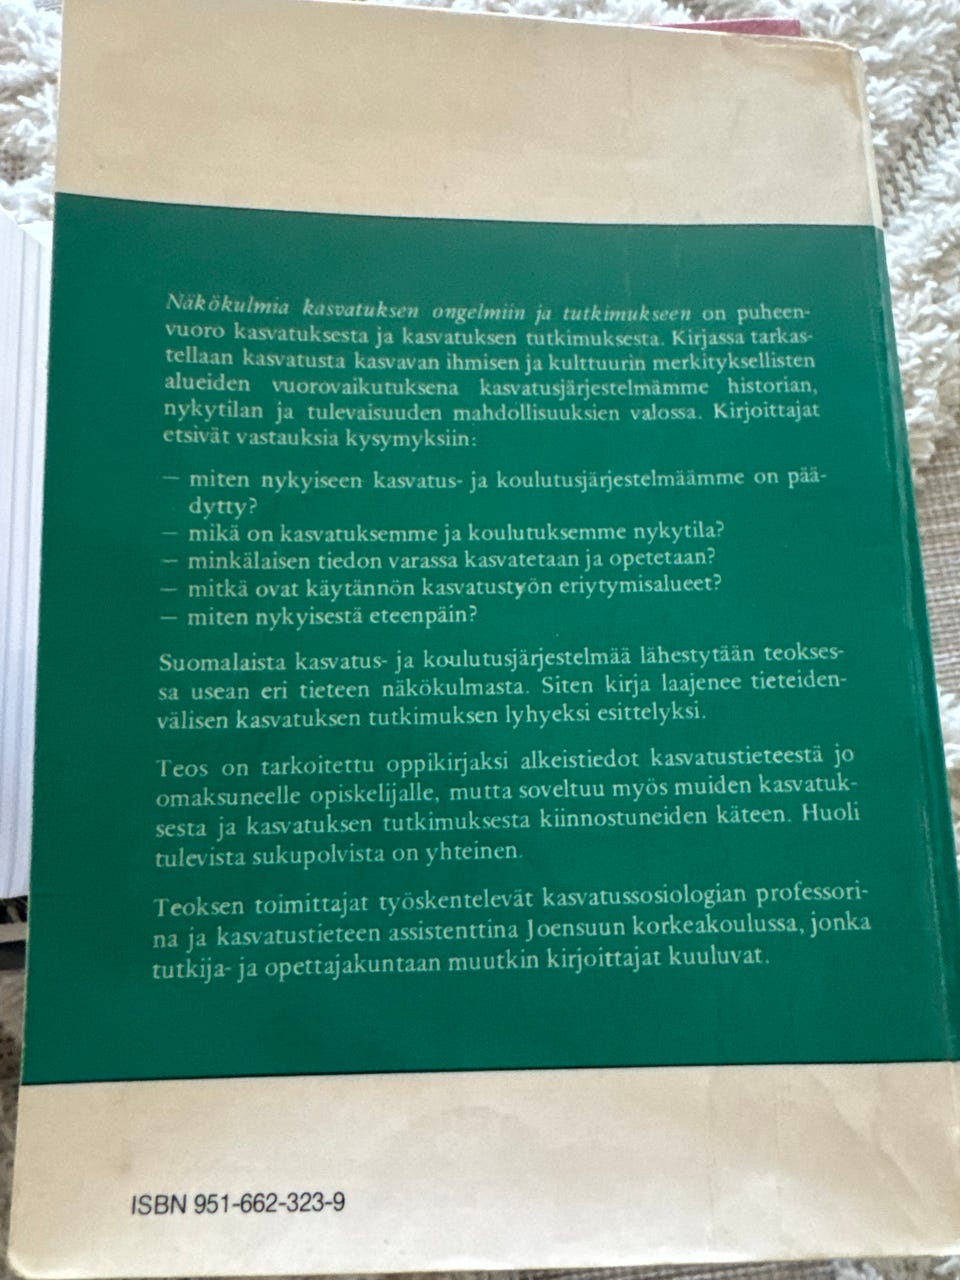 Näkökulmia kasvatuksen ongelmiin ja tutkimukseen on puheen-
vuoro kasvatuksesta ja kasvatuksen tutkimuksesta. Kirjassa tarkas-
tellaan kasvatusta kasvavan ihmisen ja kulttuurin merkityksellisten
alueiden vuorovaikutuksena kasvatusjärjestelmämme historian,
nykytilan ja tulevaisuuden mahdollisuuksien valossa. Kirjoittajat
etsivät vastauksia kysymyksiin:
— miten nykyiseen kasvatus- ja koulutusjärjestelmäämme on pää-
dytty?
— mikä on kasvatuksemme ja koulutuksemme nykytila?
— minkälaisen tiedon varassa kasvatetaan ja opetetaan?
— mitkä ovat käytännön kasvatustyön eriytymisalueet?
— miten nykyisestä eteenpäin?
Suomalaista kasvatus- ja koulutusjärjestelmää lähestytään teokses-
sa usean eri tieteen näkökulmasta. Siten kirja laajenee tieteiden-
välisen kasvatuksen tutkimuksen lyhyeksi esittelyksi.
Teos on tarkoitettu oppikirjaksi alkeistiedot kasvatustieteestä jo
omaksuneelle opiskelijalle, mutta soveltuu myös muiden kasvatuk-
sesta ja kasvatuksen tutkimuksesta kiinnostuneiden käteen. Huoli
tulevista sukupolvista on yhteinen.
Teoksen toimittajat työskentelevät kasvatussosiologian professori-
na ja kasvatustieteen assistenttina Joensuun korkeakoulussa, jonka
tutkija- ja opettajakuntaan muutkin kirjoittajat kuuluvat.
ISBN 951-662-323-9